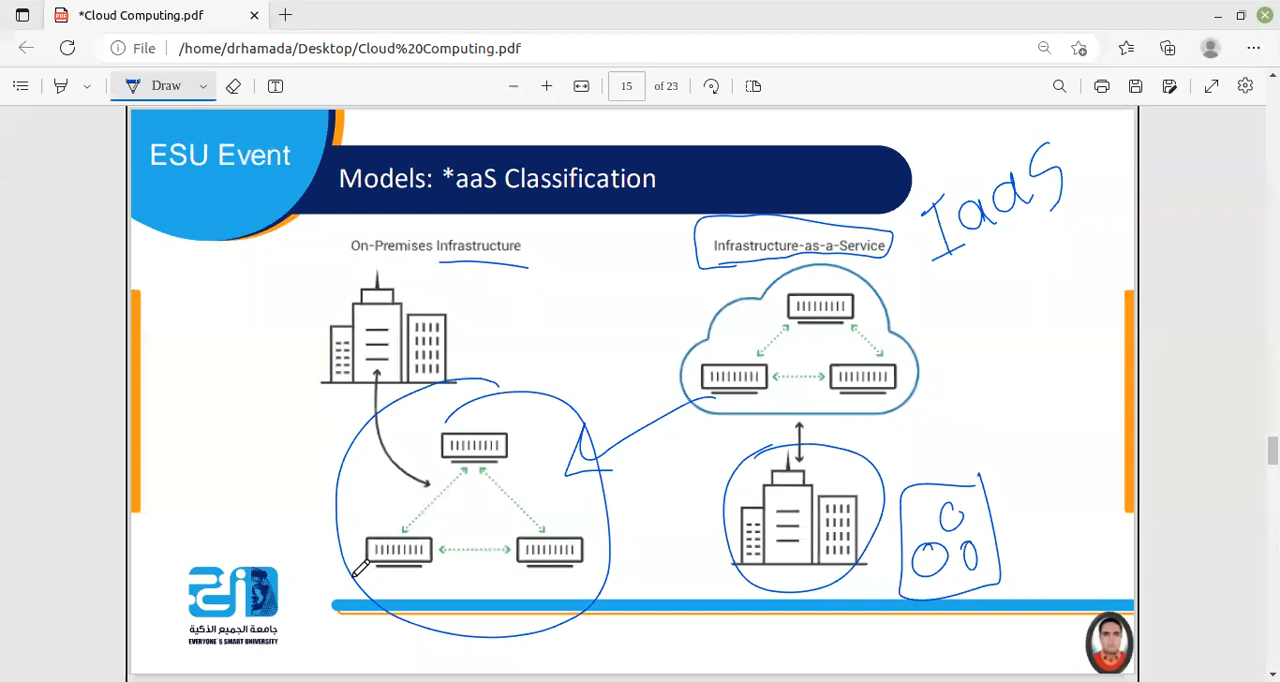 *Cloud Computing.pdf
File
/home/drhamada/Desktop/Cloud%20Computing.pdf
Draw
15
of 23
ESU Event
Models: *aaS Classification
IaaS
On-Premises Infrastructure
Infrastructure-as-a-Service
جامعة الجميع الذكية
EVERYONE`S SMART UNIVERSITY